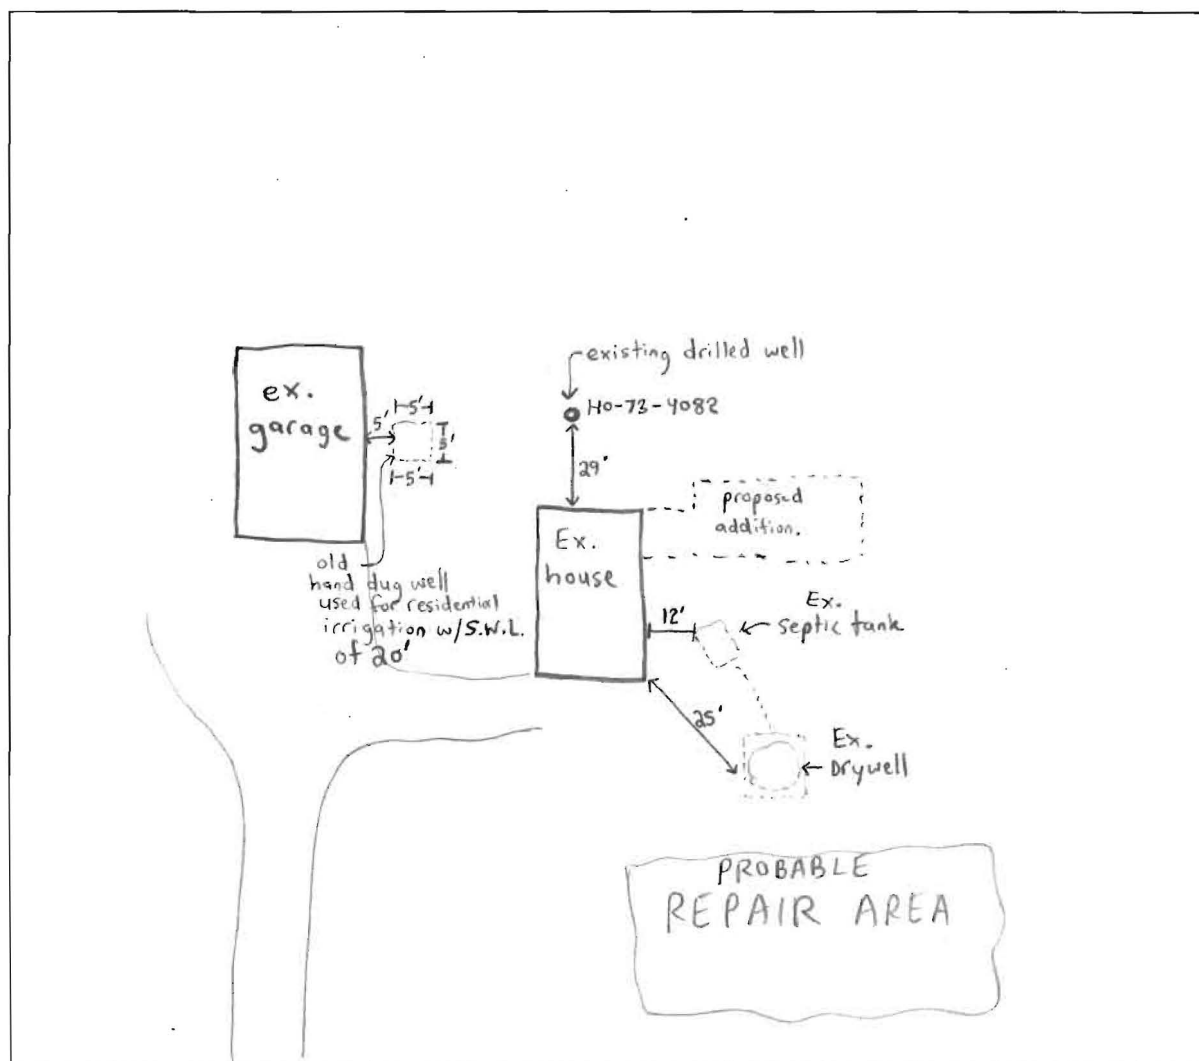 existing drilled well
HO-73-4082
29'
ex.
garage
5'
5'
5'
5'
old
hand dug well
used for residential
irrigation w/S.W.L.
of 20'
proposed
addition.
Ex.
house
12'
Ex.
septic tank
25'
Ex.
Drywell
PROBABLE
REPAIR AREA